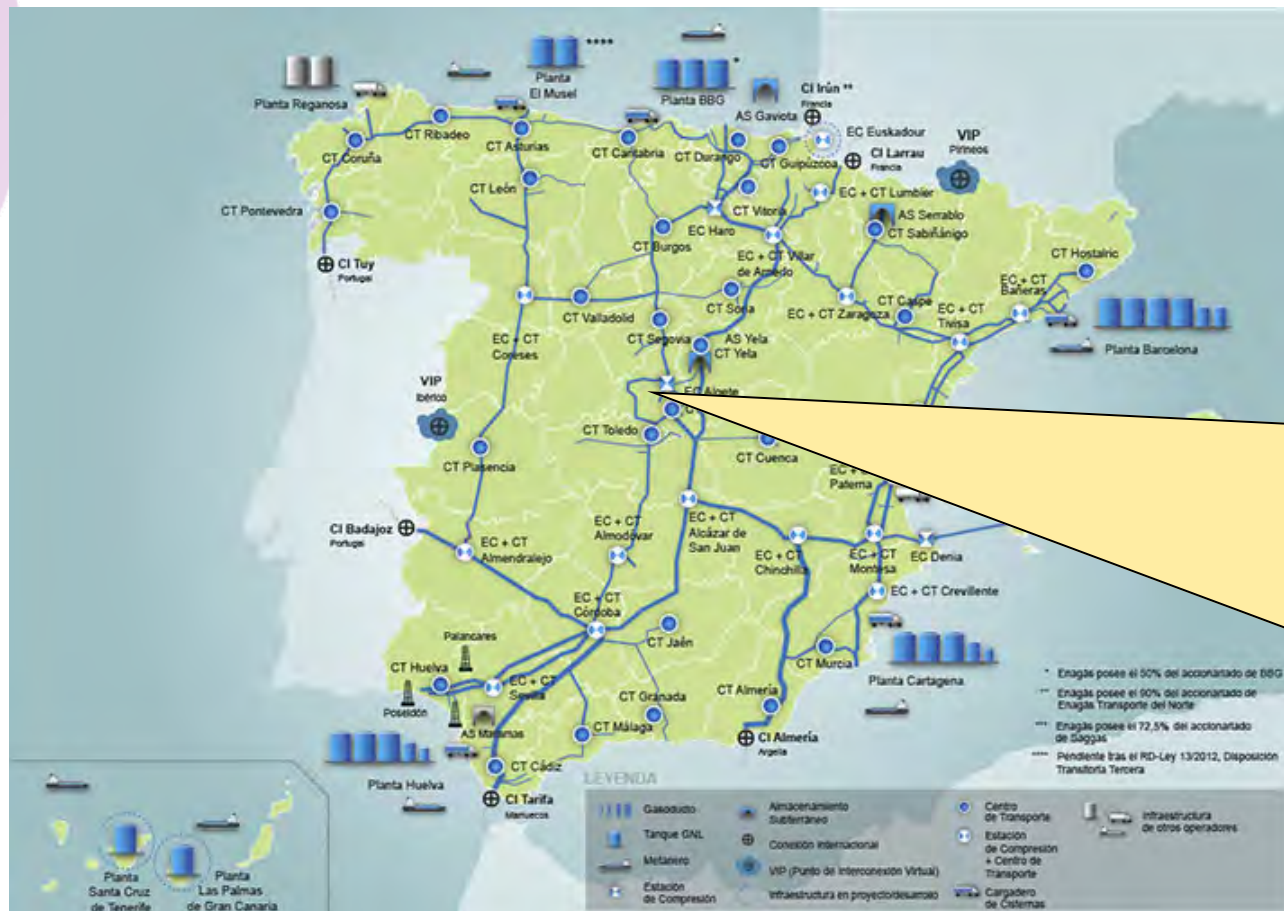 ****
Planta
El Musel
*
Planta BBG
Planta Reganosa
AS Gaviota
CI Irún **
Francia
EC Euskadour
CI Larrau
Francia
VIP
Pirineos
CT Coruña
CT Ribadeo
CT Asturias
CT Cantabria
CT Durango
CT Guipúzcoa
CT León
CT Vitoria
EC + CT Lumbier
AS Serrablo
CT Sabiñánigo
CT Pontevedra
CT Burgos
EC Haro
EC + CT Villar
de Arnedo
CT Hostalric
CI Tuy
Portugal
CT Valladolid
CT Soria
EC + CT Zaragoza
CT Caspe
EC + CT
Tivisa
EC + CT
Bañeras
Planta Barcelona
EC + CT
Coreses
CT Segovia
AS Yela
CT Yela
VIP
Ibérico
EC Algete
CT Toledo
CT Cuenca
CT Plasencia
EC +
Paterna
CI Badajoz
Portugal
EC + CT
Almendralejo
EC + CT
Almodóvar
EC + CT
Alcázar de
San Juan
EC + CT
Chinchilla
EC + CT
Montesa
EC Denia
EC + CT Crevillente
EC + CT
Córdoba
CT Jaén
Palancares
CT Huelva
EC + CT
Sevilla
CT Murcia
Planta Cartagena
Poseidón
AS Marismas
CT Granada
CT Málaga
CT Almería
CI Almería
Argelia
Planta Huelva
CT Cádiz
CI Tarifa
Marruecos
* Enagás posee el 50% del accionariado de BBG
** Enagás posee el 90% del accionariado de
Enagás Transporte del Norte
*** Enagás posee el 72,5% del accionariado
de Saggas
**** Pendiente tras el RD-Ley 13/2012, Disposición
Transitoria Tercera
Planta
Santa Cruz
de Tenerife
Planta
Las Palmas
de Gran Canaria
LEYENDA
Gasoducto
Tanque GNL
Metanero
Estación
de Compresión
Almacenamiento
Subterráneo
Conexión Internacional
VIP (Punto de Interconexión Virtual)
Infraestructura en proyecto/desarrollo
Centro
de Transporte
Estación
de Compresión
+ Centro de
Transporte
Cargadero
de Cisternas
Infraestructura
de otros operadores